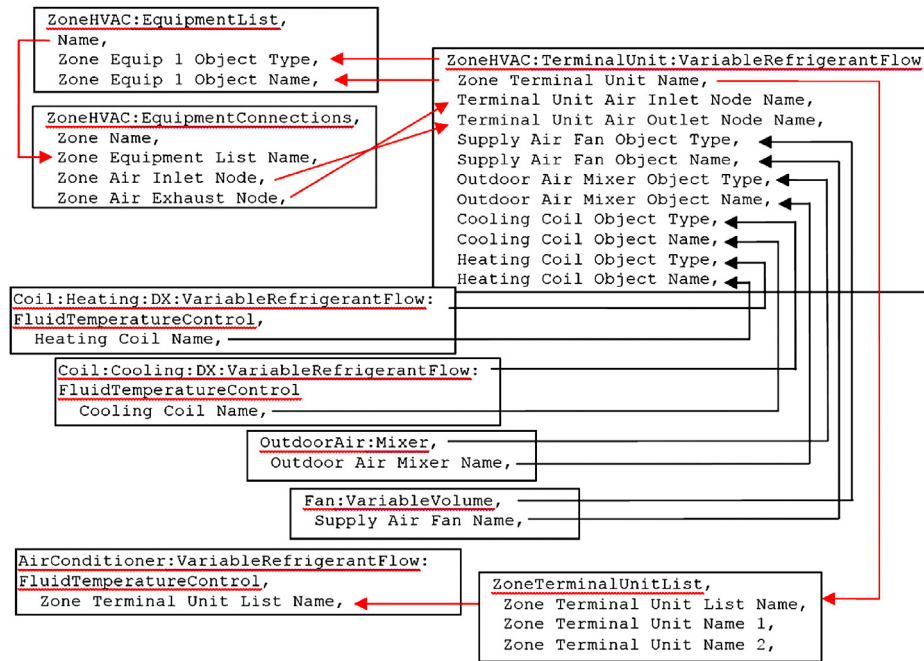 ZoneHVAC:EquipmentList,
Name,
Zone Equip 1 Object Type,
Zone Equip 1 Object Name,
ZoneHVAC:EquipmentConnections,
Zone Name,
Zone Equipment List Name,
Zone Air Inlet Node,
Zone Air Exhaust Node,
ZoneHVAC:TerminalUnit:VariableRefrigerantFlow
Zone Terminal Unit Name,
Terminal Unit Air Inlet Node Name,
Terminal Unit Air Outlet Node Name,
Supply Air Fan Object Type,
Supply Air Fan Object Name,
Outdoor Air Mixer Object Type,
Outdoor Air Mixer Object Name,
Cooling Coil Object Type,
Cooling Coil Object Name,
Heating Coil Object Type,
Heating Coil Object Name,
Coil:Heating:DX:VariableRefrigerantFlow:
FluidTemperatureControl,
Heating Coil Name,
Coil:Cooling:DX:VariableRefrigerantFlow:
FluidTemperatureControl
Cooling Coil Name,
OutdoorAir:Mixer,
Outdoor Air Mixer Name,
Fan:VariableVolume,
Supply Air Fan Name,
AirConditioner:VariableRefrigerantFlow:
FluidTemperatureControl,
Zone Terminal Unit List Name,
ZoneTerminalUnitList,
Zone Terminal Unit List Name,
Zone Terminal Unit Name 1,
Zone Terminal Unit Name 2,